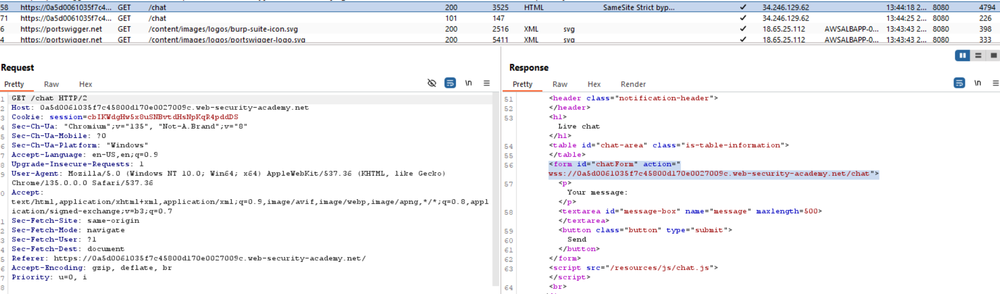 58 https://0a5d0061035f7c4... GET /chat 200 3525 HTML SameSite Strict byp... ✓ 34.246.129.62 13:44:18 2... 8080 4794
71 https://0a5d0061035f7c4... GET /chat 101 147 ✓ 34.246.129.62 13:44:25 2... 8080 226
6 https://portswigger.net GET /content/images/logos/burp-suite-icon.svg 200 2516 XML svg ✓ 18.65.25.112 AWSALBAPP-0... 13:43:43 2... 8080 398
4 https://portswigger.net GET /content/images/logos/portswigger-logo.svg 200 5411 XML svg ✓ 18.65.25.112 AWSALBAPP-0... 13:43:43 2... 8080 333
Request
Pretty Raw Hex \n
1 GET /chat HTTP/2
2 Host: 0a5d0061035f7c45800d170e0027009c.web-security-academy.net
3 Cookie: session=cbIKWdgHw5x8uSNBvtdHsNpKqR4pddDS
4 Sec-Ch-Ua: "Chromium";v="135", "Not-A.Brand";v="8"
5 Sec-Ch-Ua-Mobile: ?0
6 Sec-Ch-Ua-Platform: "Windows"
7 Accept-Language: en-US,en;q=0.9
8 Upgrade-Insecure-Requests: 1
9 User-Agent: Mozilla/5.0 (Windows NT 10.0; Win64; x64) AppleWebKit/537.36 (KHTML, like Gecko)
Chrome/135.0.0.0 Safari/537.36
0 Accept:
text/html,application/xhtml+xml,application/xml;q=0.9,image/avif,image/webp,image/apng,*/*;q=0.8,appl
ication/signed-exchange;v=b3;q=0.7
1 Sec-Fetch-Site: same-origin
2 Sec-Fetch-Mode: navigate
3 Sec-Fetch-User: ?1
4 Sec-Fetch-Dest: document
5 Referer: https://0a5d0061035f7c45800d170e0027009c.web-security-academy.net/
6 Accept-Encoding: gzip, deflate, br
7 Priority: u=0, i
8
Response
Pretty Raw Hex Render \n
51 <header class="notification-header">
52 </header>
53 <h1>
Live chat
</h1>
54 <table id="chat-area" class="is-table-information">
55 </table>
56 <form id="chatForm" action="
wss://0a5d0061035f7c45800d170e0027009c.web-security-academy.net/chat">
57 <p>
Your message:
</p>
58 <textarea id="message-box" name="message" maxlength=500>
</textarea>
59 <button class="button" type="submit">
60 Send
61 </button>
62 </form>
63 <script src="/resources/js/chat.js">
</script>
64 <br>